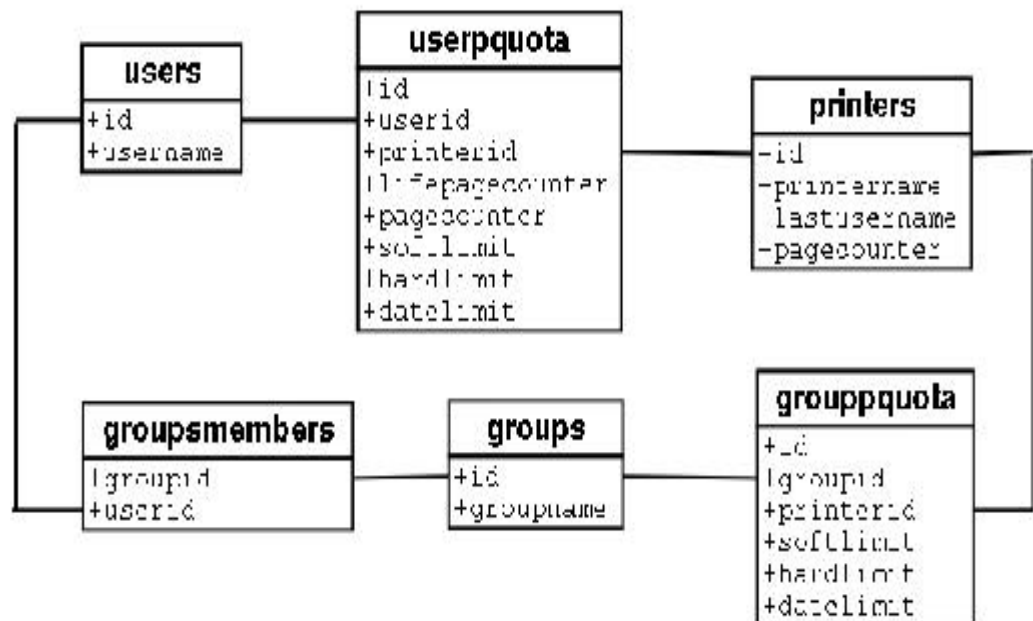 users
+id
+username
userpquota
+id
+userid
+printerid
+lifepagecounter
+pagecounter
+softlimit
+hardlimit
+datelimit
printers
-id
-printername
lastusername
-pagecounter
groupsmembers
+groupid
+userid
groups
+id
+groupname
grouppquota
+id
+groupid
+printerid
+softlimit
+hardlimit
+datelimit